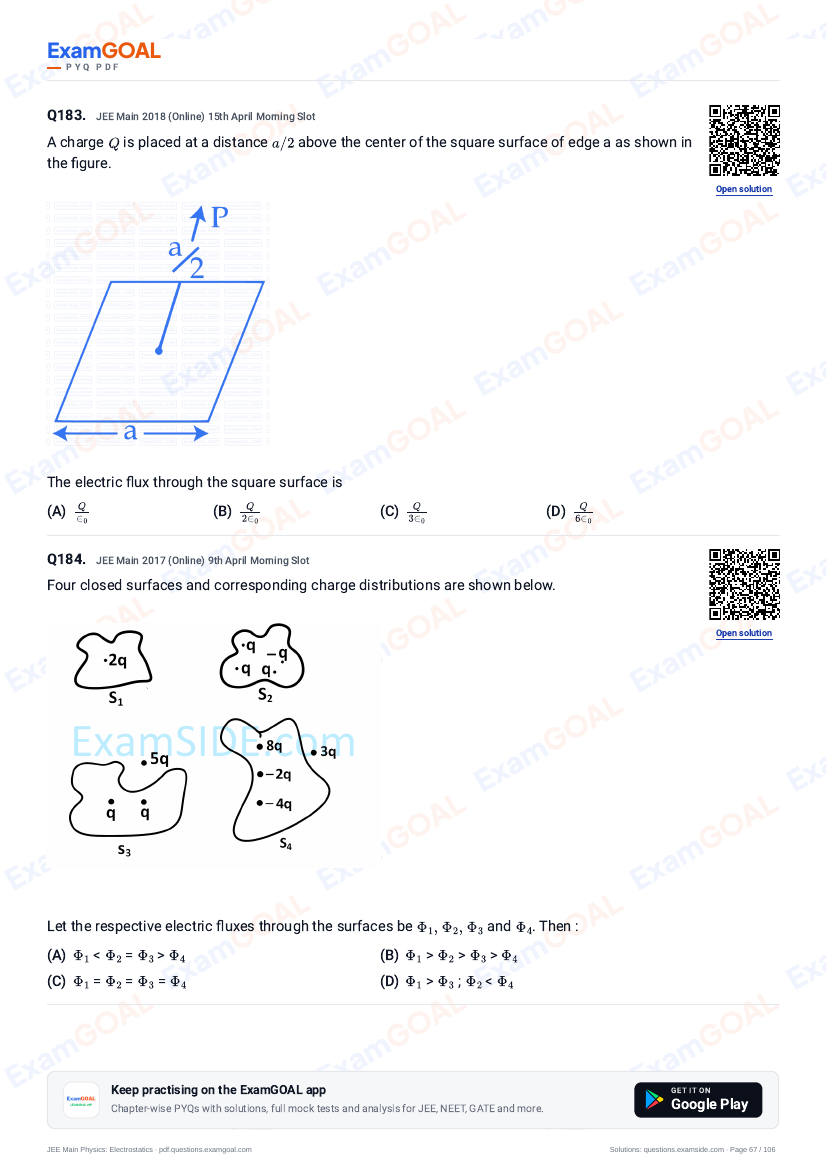 ExamGOAL
PYQ PDF
Q183. JEE Main 2018 (Online) 15th April Morning Slot
A charge Q is placed at a distance a/2 above the center of the square surface of edge a as shown in
the figure.
Open solution
P
a/2
a
The electric flux through the square surface is
(A) Q/∈₀ (B) Q/2∈₀ (C) Q/3∈₀ (D) Q/6∈₀
Q184. JEE Main 2017 (Online) 9th April Morning Slot
Four closed surfaces and corresponding charge distributions are shown below.
Open solution
·2q
S₁
·q −q
·q q·
S₂
ExamSIDE.com
5q
q q
S₃
8q
3q
−2q
−4q
S₄
Let the respective electric fluxes through the surfaces be Φ₁, Φ₂, Φ₃ and Φ₄. Then :
(A) Φ₁ < Φ₂ = Φ₃ > Φ₄ (B) Φ₁ > Φ₂ > Φ₃ > Φ₄
(C) Φ₁ = Φ₂ = Φ₃ = Φ₄ (D) Φ₁ > Φ₃ ; Φ₂ < Φ₄
Keep practising on the ExamGOAL app
Chapter-wise PYQs with solutions, full mock tests and analysis for JEE, NEET, GATE and more.
GET IT ON
Google Play
JEE Main Physics: Electrostatics · pdf.questions.examgoal.com
Solutions: questions.examside.com · Page 67 / 106